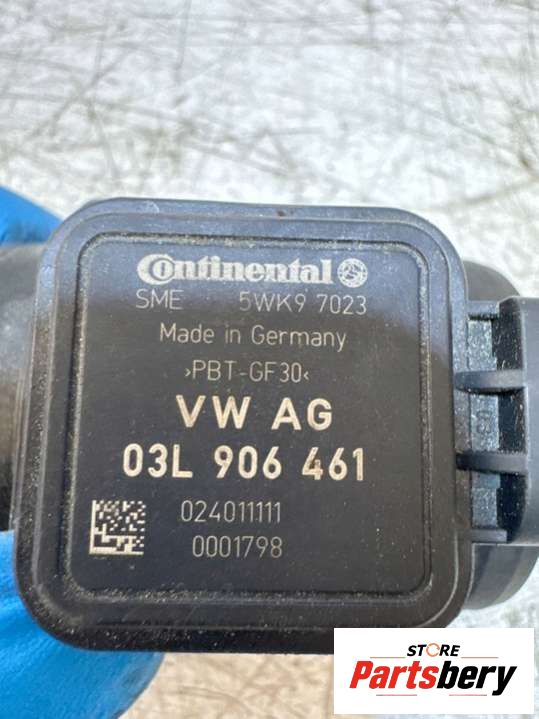 Continental
SME 5WK9 7023
Made in Germany
›PBT-GF30‹
VW AG
03L 906 461
024011111
0001798
STORE
Partsbery